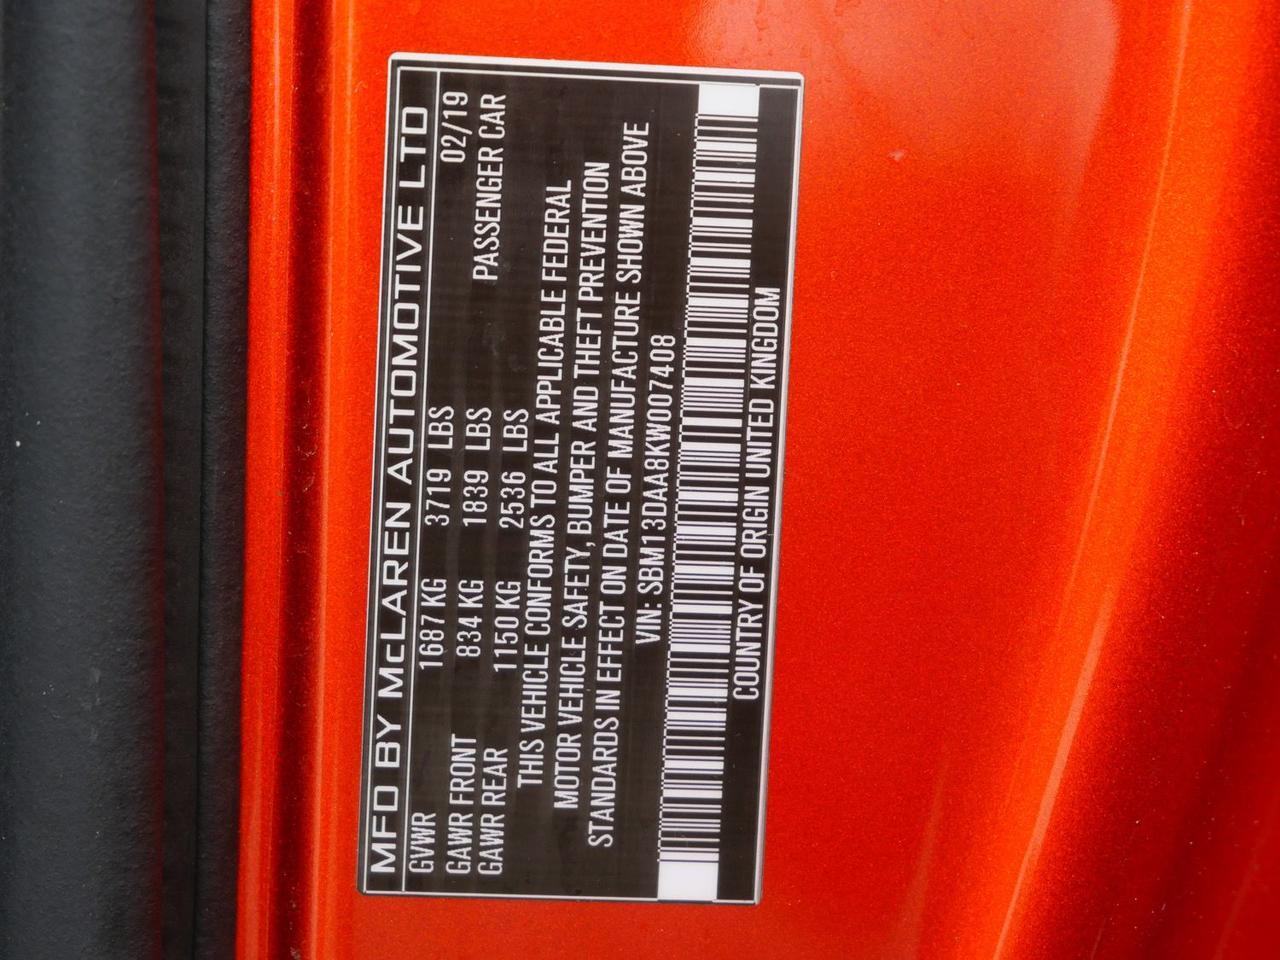 MFD BY McLAREN AUTOMOTIVE LTD
GVWR 1687 KG 3719 LBS 02/19
GAWR FRONT 834 KG 1839 LBS PASSENGER CAR
GAWR REAR 1150 KG 2536 LBS
THIS VEHICLE CONFORMS TO ALL APPLICABLE FEDERAL
MOTOR VEHICLE SAFETY, BUMPER AND THEFT PREVENTION
STANDARDS IN EFFECT ON DATE OF MANUFACTURE SHOWN ABOVE
VIN: SBM13DAA8KW007408
COUNTRY OF ORIGIN UNITED KINGDOM